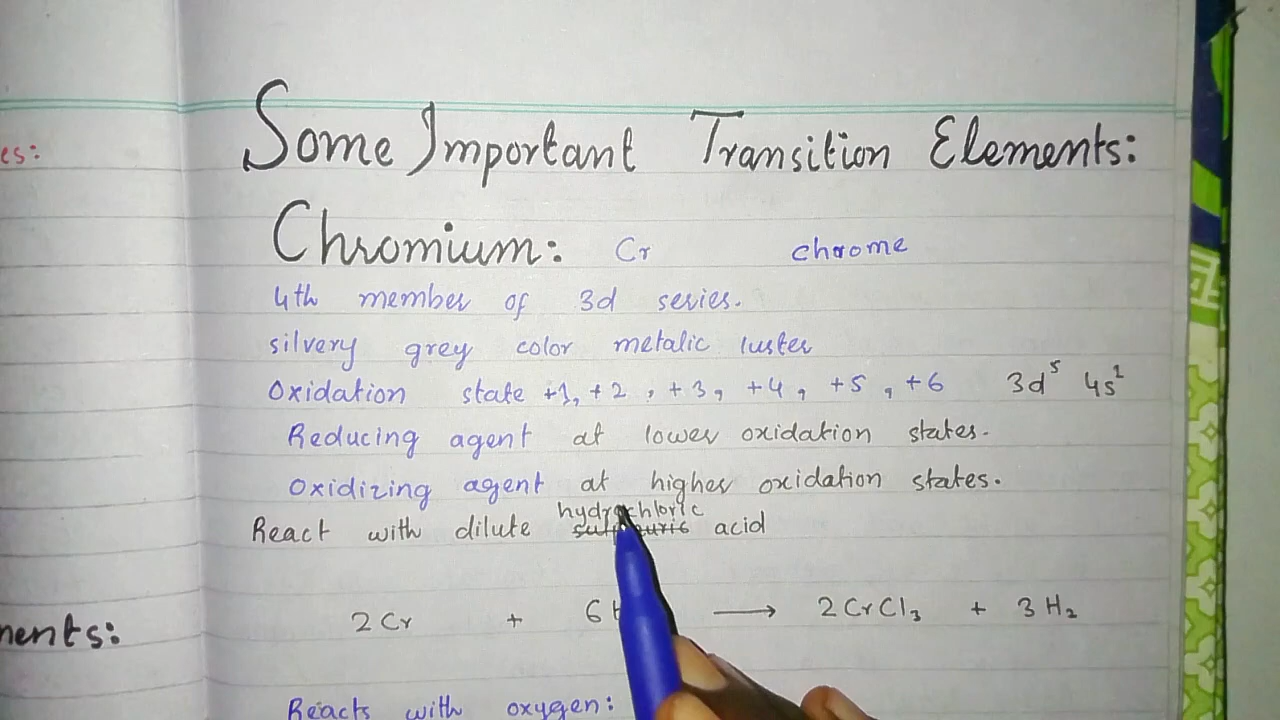 es:
Some Important Transition Elements:
Chromium: Cr chrome
4th member of 3d series.
silvery grey color metalic luster
Oxidation state +1, +2, +3, +4, +5, +6 3d⁵ 4s¹
Reducing agent at lower oxidation states.
Oxidizing agent at higher oxidation states.
hydrochloric
React with dilute sulphuric acid
2Cr + 6 → 2CrCl₃ + 3H₂
ments:
Reacts with oxygen: